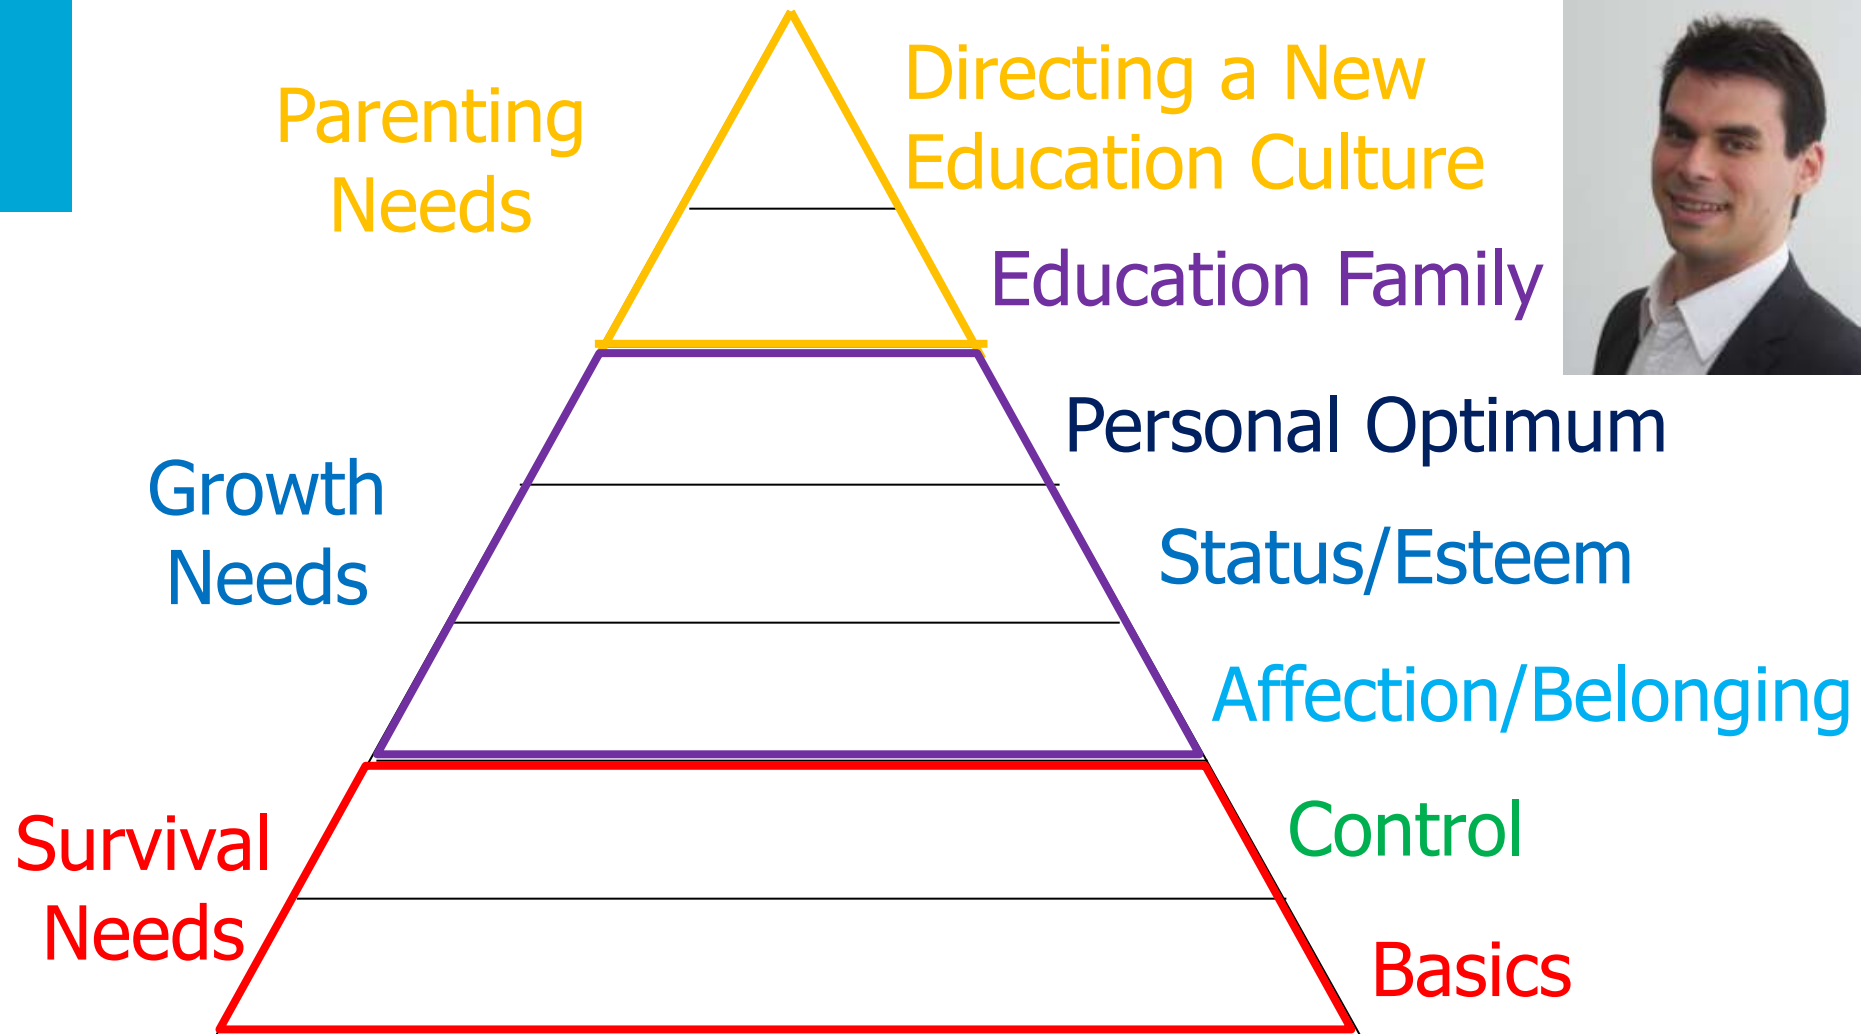 Parenting
Needs
Directing a New
Education Culture
Education Family
Personal Optimum
Growth
Needs
Status/Esteem
Affection/Belonging
Survival
Needs
Control
Basics